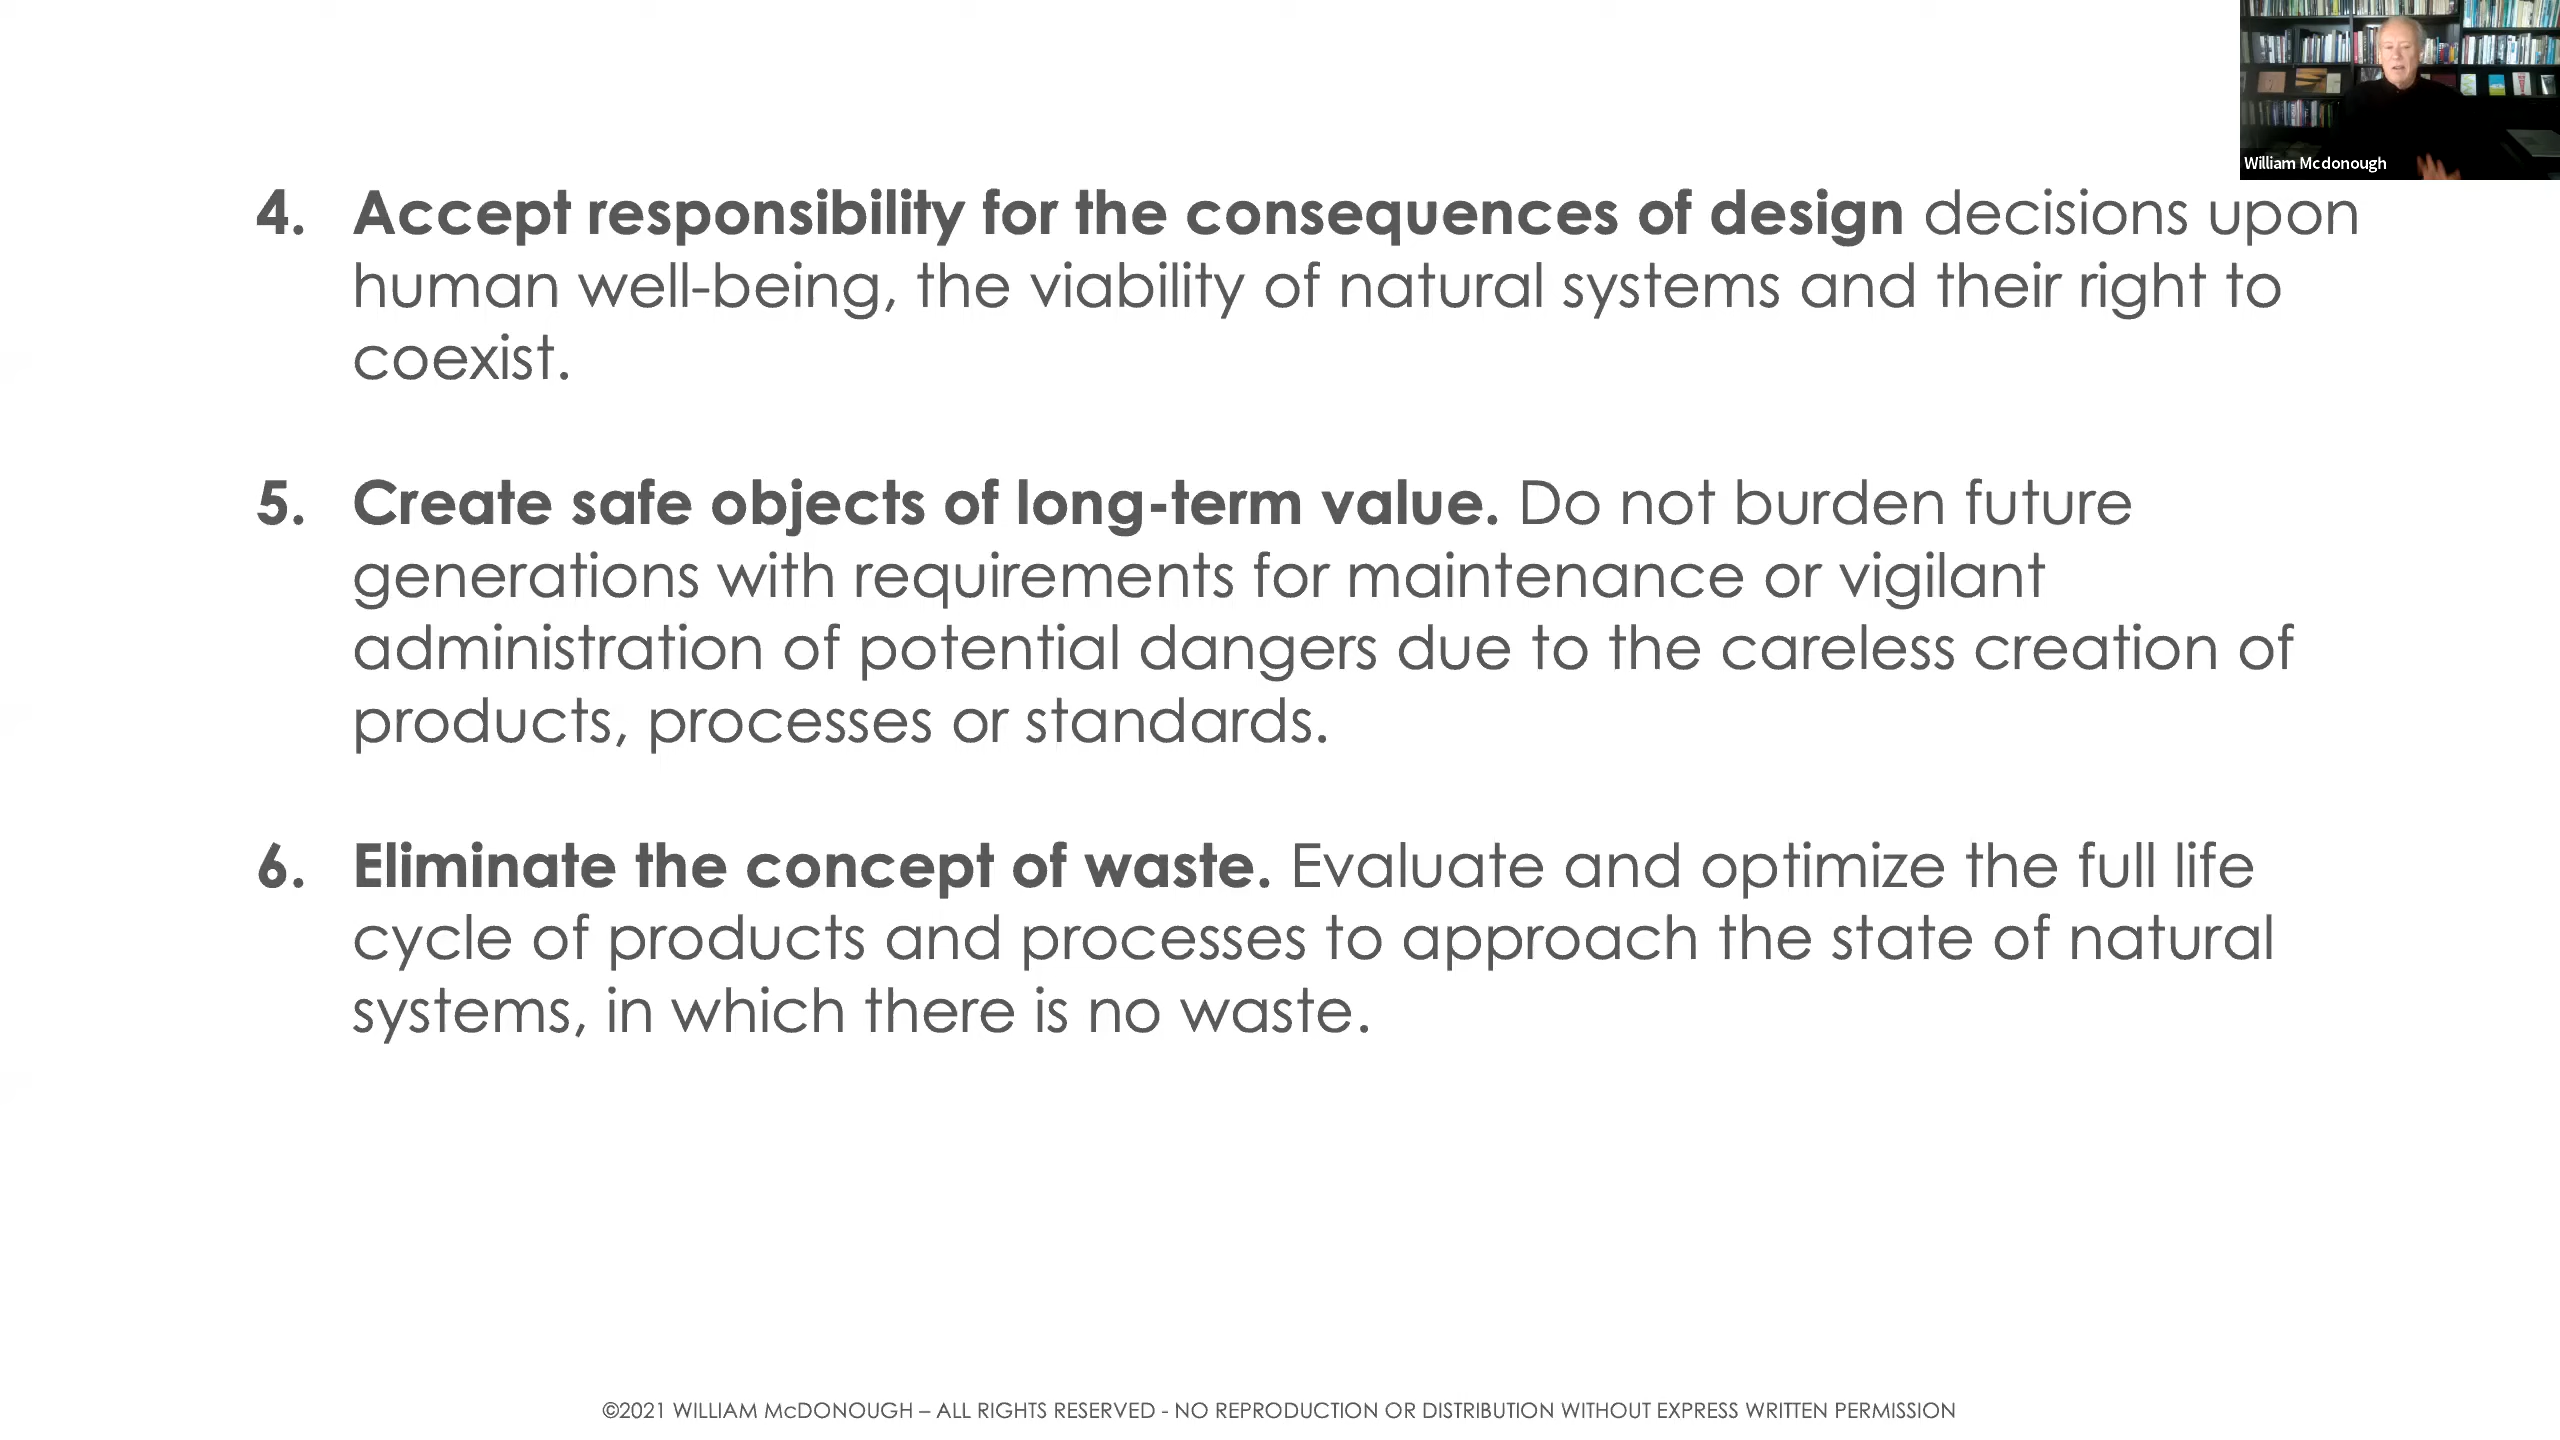 William Mcdonough
4. Accept responsibility for the consequences of design decisions upon
human well-being, the viability of natural systems and their right to
coexist.
5. Create safe objects of long-term value. Do not burden future
generations with requirements for maintenance or vigilant
administration of potential dangers due to the careless creation of
products, processes or standards.
6. Eliminate the concept of waste. Evaluate and optimize the full life
cycle of products and processes to approach the state of natural
systems, in which there is no waste.
©2021 WILLIAM McDONOUGH – ALL RIGHTS RESERVED - NO REPRODUCTION OR DISTRIBUTION WITHOUT EXPRESS WRITTEN PERMISSION